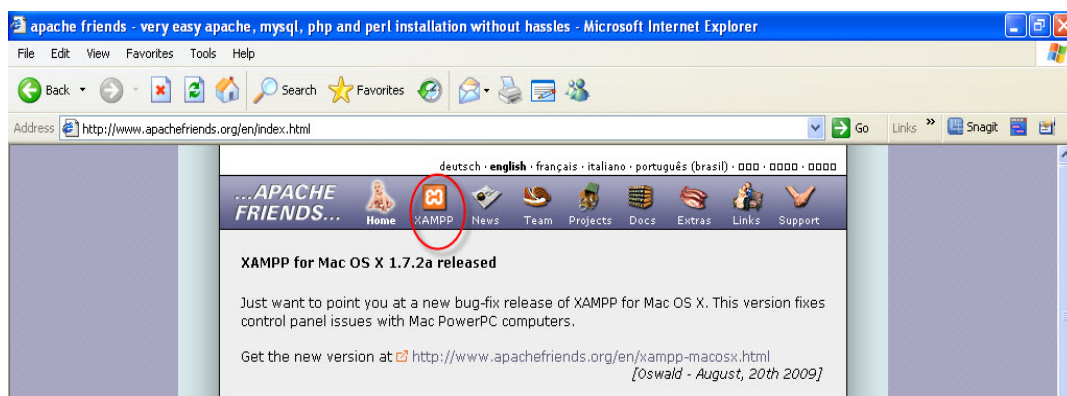 apache friends - very easy apache, mysql, php and perl installation without hassles - Microsoft Internet Explorer
File Edit View Favorites Tools Help
Back Search Favorites
Address http://www.apachefriends.org/en/index.html Go Links » Snagit
deutsch · english · français · italiano · português (brasil) · □□□ · □□□□ · □□□□
...APACHE
FRIENDS...
Home XAMPP News Team Projects Docs Extras Links Support
XAMPP for Mac OS X 1.7.2a released
Just want to point you at a new bug-fix release of XAMPP for Mac OS X. This version fixes
control panel issues with Mac PowerPC computers.
Get the new version at http://www.apachefriends.org/en/xampp-macosx.html
[Oswald - August, 20th 2009]